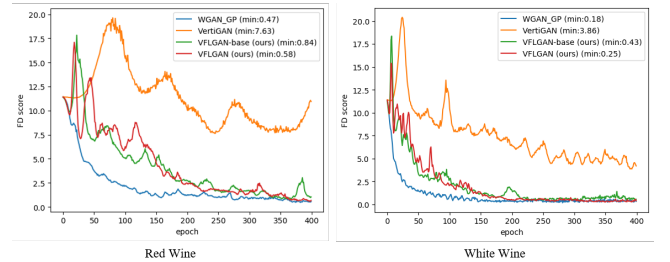 WGAN_GP (min:0.47)
VertiGAN (min:7.63)
VFLGAN-base (ours) (min:0.84)
VFLGAN (ours) (min:0.58)
20.0
17.5
15.0
12.5
10.0
7.5
5.0
2.5
0.0
FD score
0 50 100 150 200 250 300 350 400
epoch
Red Wine
WGAN_GP (min:0.18)
VertiGAN (min:3.86)
VFLGAN-base (ours) (min:0.43)
VFLGAN (ours) (min:0.25)
20.0
17.5
15.0
12.5
10.0
7.5
5.0
2.5
0.0
FD score
0 50 100 150 200 250 300 350 400
epoch
White Wine